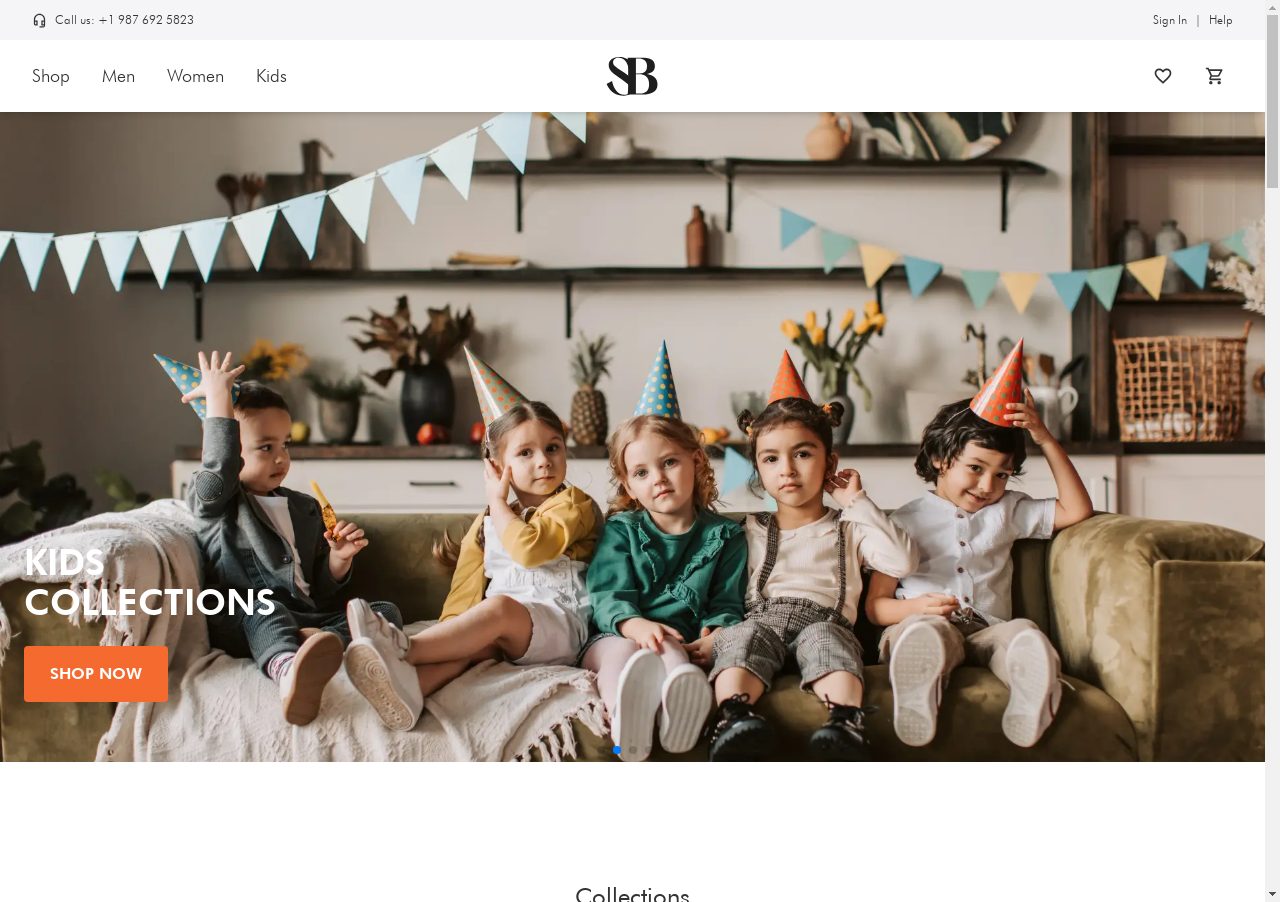 Call us: +1 987 692 5823
Sign In | Help
Shop Men Women Kids
SB
KIDS
COLLECTIONS
SHOP NOW
Collections